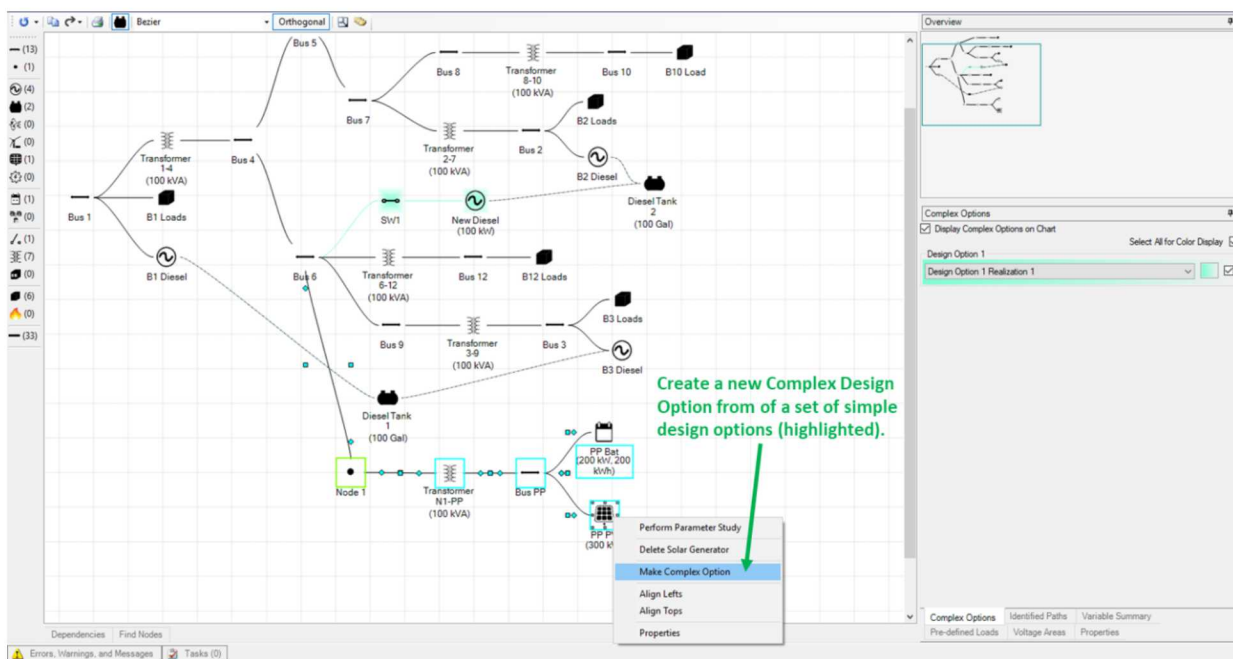 Bezier
Orthogonal
(13)
(1)
(4)
(2)
(0)
(0)
(1)
(0)
(1)
(0)
(1)
(7)
(0)
(6)
(0)
(33)
Bus 5
Bus 8
Transformer
8-10
(100 kVA)
Bus 10
B10 Load
Bus 7
B2 Loads
Transformer
2-7
(100 kVA)
Bus 2
B2 Diesel
Transformer
1-4
(100 kVA)
Bus 4
Diesel Tank
2
(100 Gal)
Bus 1
B1 Loads
SW1
New Diesel
(100 kW)
B1 Diesel
Bus 6
Transformer
6-12
(100 kVA)
Bus 12
B12 Loads
B3 Loads
Bus 9
Transformer
3-9
(100 kVA)
Bus 3
B3 Diesel
Diesel Tank
1
(100 Gal)
Create a new Complex Design
Option from of a set of simple
design options (highlighted).
PP Bat
(200 kW, 200
kWh)
Node 1
Transformer
N1-PP
(100 kVA)
Bus PP
PP
(300
Perform Parameter Study
Delete Solar Generator
Make Complex Option
Align Lefts
Align Tops
Properties
Dependencies
Find Nodes
Errors, Warnings, and Messages
Tasks (0)
Overview
Complex Options
Display Complex Options on Chart
Select All for Color Display
Design Option 1
Design Option 1 Realization 1
Complex Options
Identified Paths
Variable Summary
Pre-defined Loads
Voltage Areas
Properties